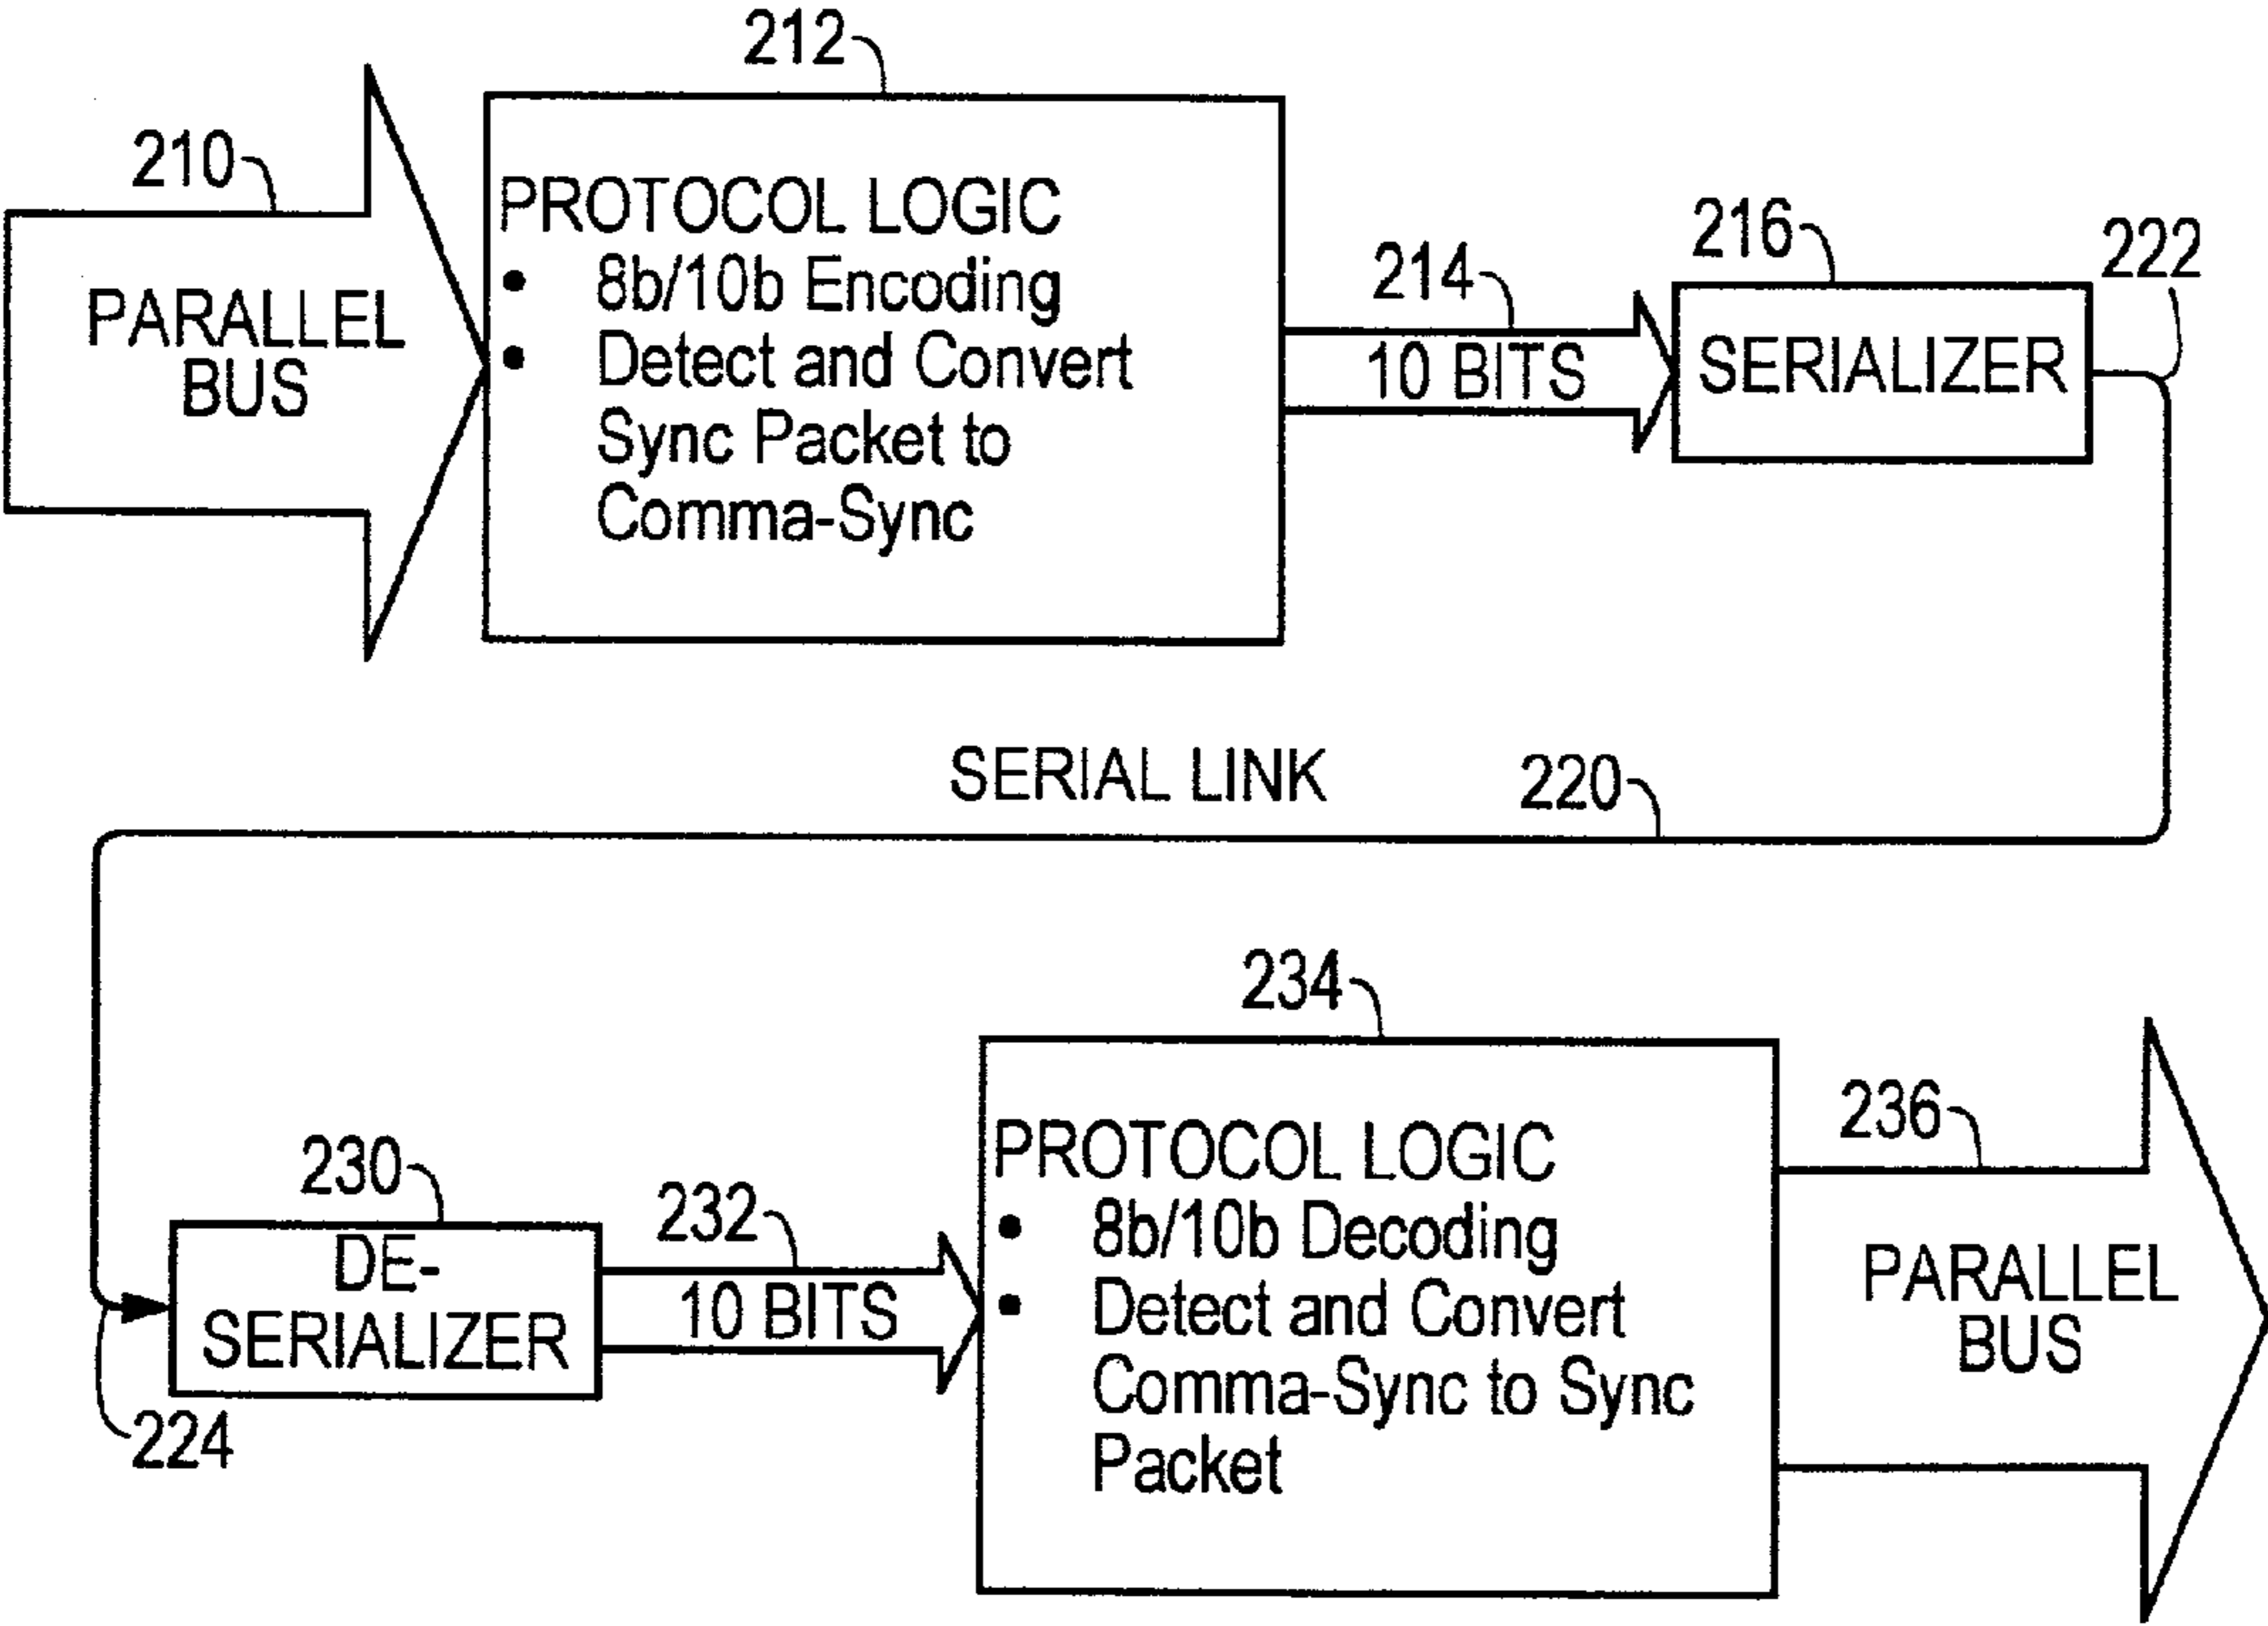 212
210
PROTOCOL LOGIC
• 8b/10b Encoding
• Detect and Convert
Sync Packet to
Comma-Sync
PARALLEL
BUS
214
10 BITS
216
SERIALIZER
222
SERIAL LINK
220
234
230
DE-
SERIALIZER
224
232
10 BITS
PROTOCOL LOGIC
• 8b/10b Decoding
• Detect and Convert
Comma-Sync to Sync
Packet
236
PARALLEL
BUS